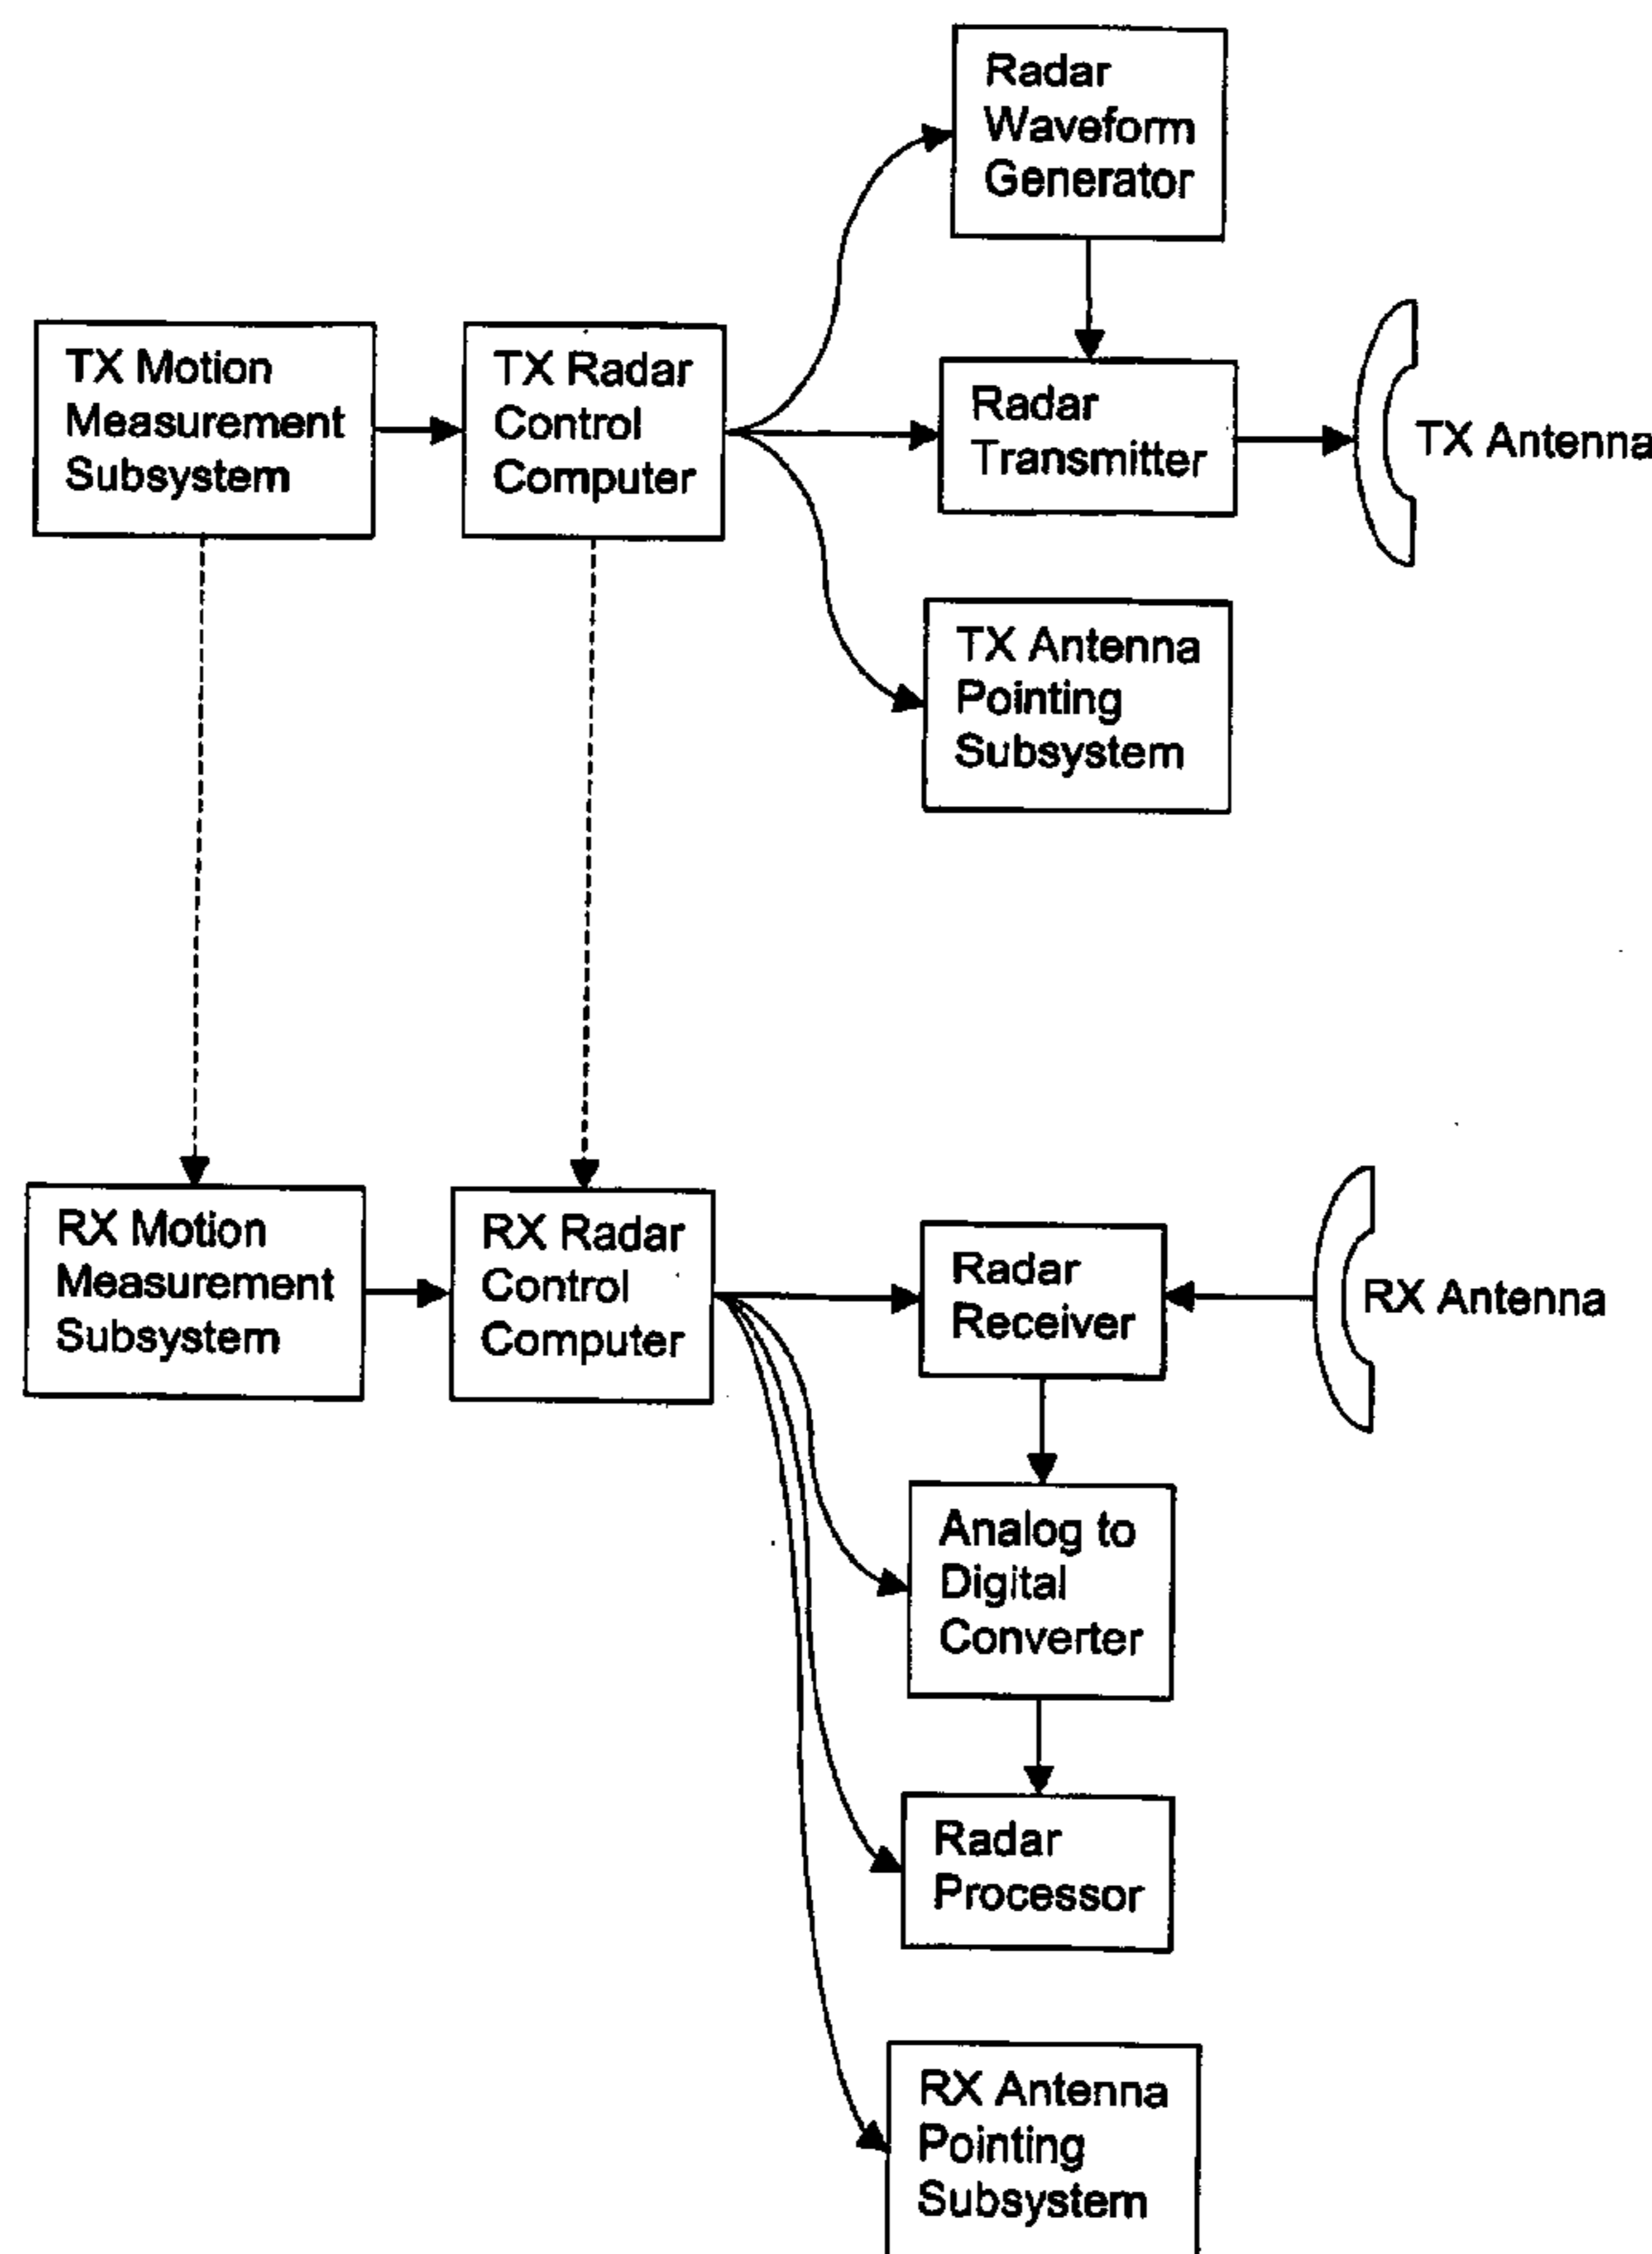 Radar
Waveform
Generator
TX Motion
Measurement
Subsystem
TX Radar
Control
Computer
Radar
Transmitter
TX Antenna
TX Antenna
Pointing
Subsystem
RX Motion
Measurement
Subsystem
RX Radar
Control
Computer
Radar
Receiver
RX Antenna
Analog to
Digital
Converter
Radar
Processor
RX Antenna
Pointing
Subsystem